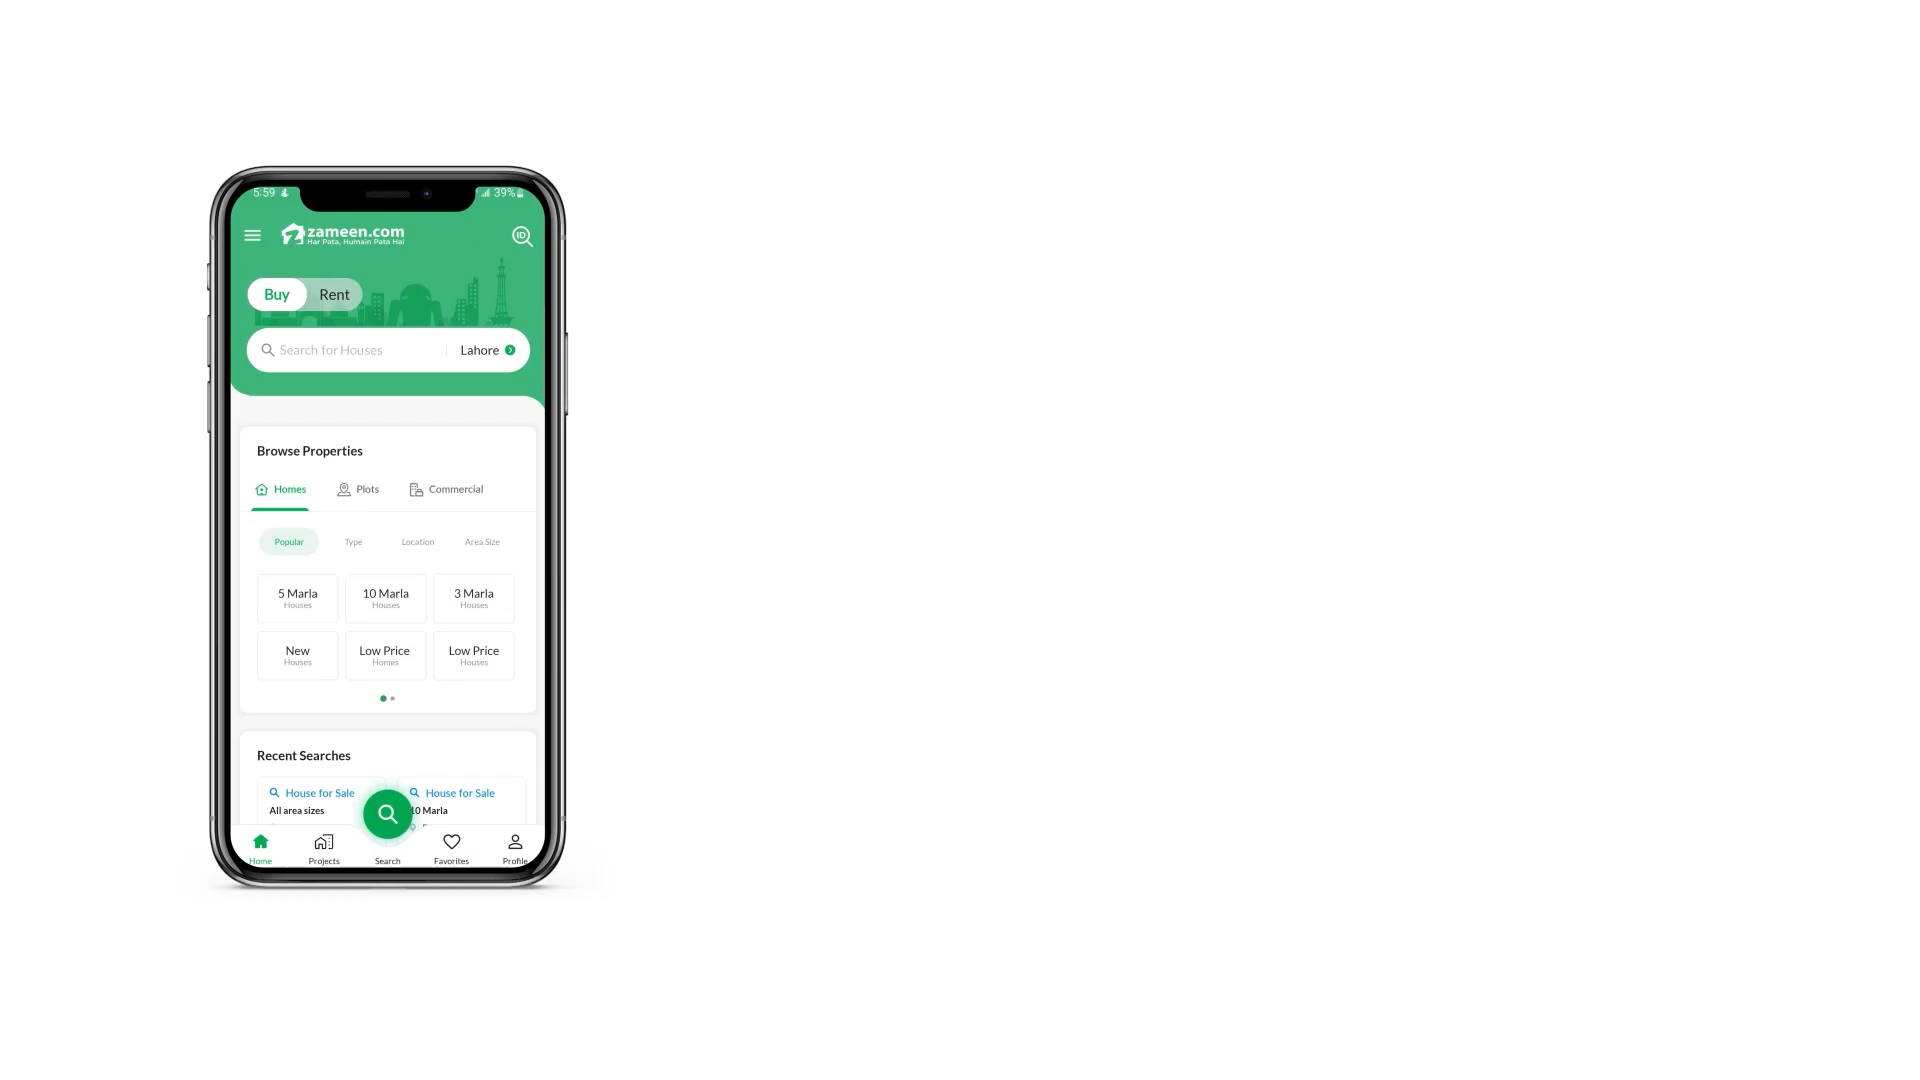 5:59
39%
zameen.com
Har Pata, Humain Pata Hai
ID
Buy Rent
Search for Houses Lahore
Browse Properties
Homes Plots Commercial
Popular Type Location Area Size
5 Marla 10 Marla 3 Marla
Houses Houses Houses
New Low Price Low Price
Houses Homes Houses
Recent Searches
House for Sale House for Sale
All area sizes 10 Marla
Home Projects Search Favorites Profile